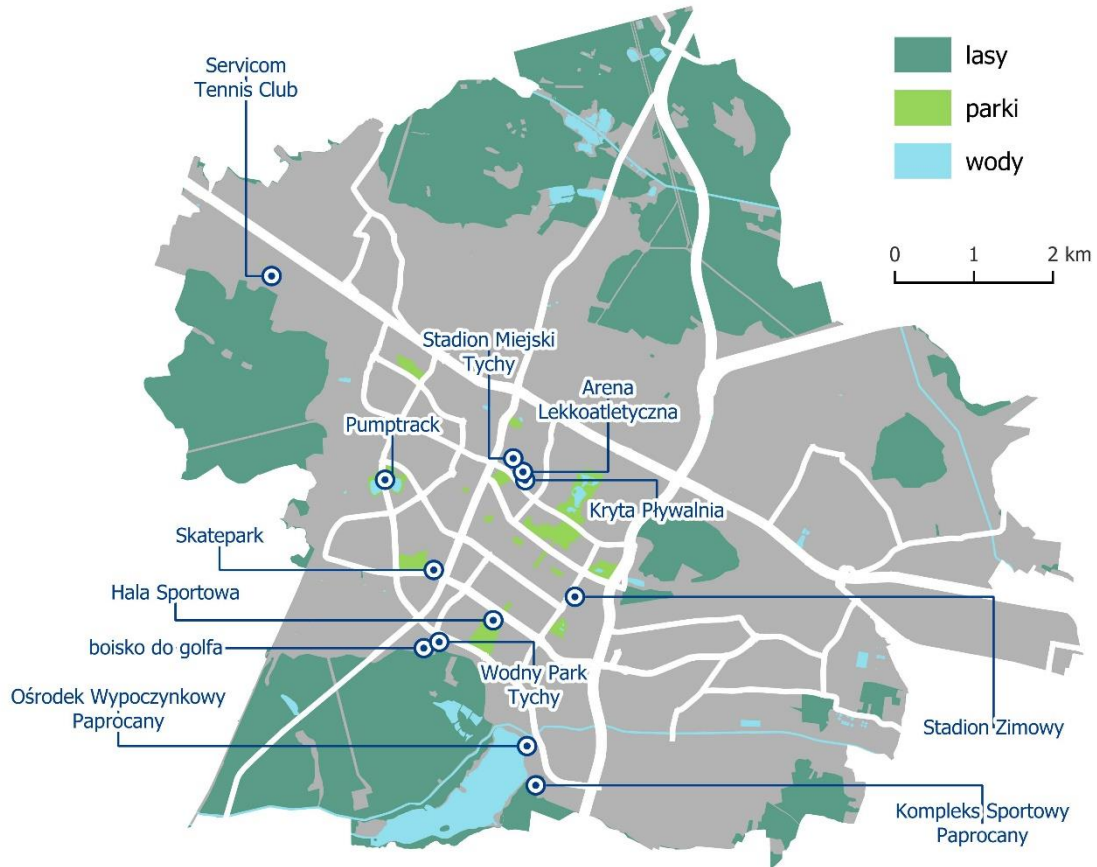 Servicom
Tennis Club
lasy
parki
wody
0 1 2 km
Stadion Miejski
Tychy
Arena
Lekkoatletyczna
Pumptrack
Kryta Pływalnia
Skatepark
Hala Sportowa
boisko do golfa
Wodny Park
Tychy
Ośrodek Wypoczynkowy
Paprocany
Stadion Zimowy
Kompleks Sportowy
Paprocany